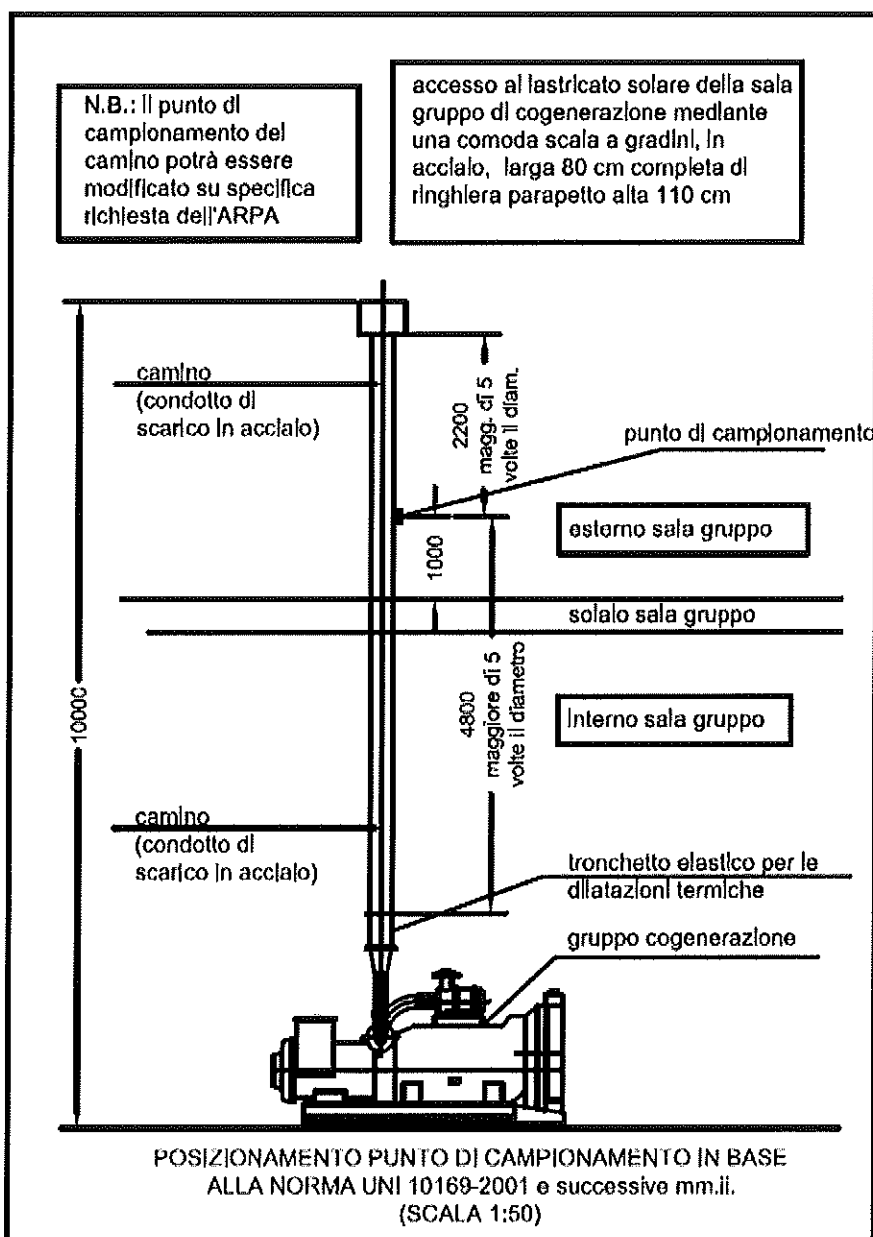 N.B.: il punto di
campionamento del
camino potrà essere
modificato su specifica
richiesta dell'ARPA
accesso al lastricato solare della sala
gruppo di cogenerazione mediante
una comoda scala a gradini, in
acciaio, larga 80 cm completa di
ringhiera parapetto alta 110 cm
camino
(condotto di
scarico in acciaio)
2200
magg. di 5
volte il diam.
punto di campionamento
esterno sala gruppo
1000
solaio sala gruppo
10000
4800
maggiore di 5
volte il diametro
Interno sala gruppo
camino
(condotto di
scarico in acciaio)
tronchetto elastico per le
dilatazioni termiche
gruppo cogenerazione
POSIZIONAMENTO PUNTO DI CAMPIONAMENTO IN BASE
ALLA NORMA UNI 10169-2001 e successive mm.ii.
(SCALA 1:50)